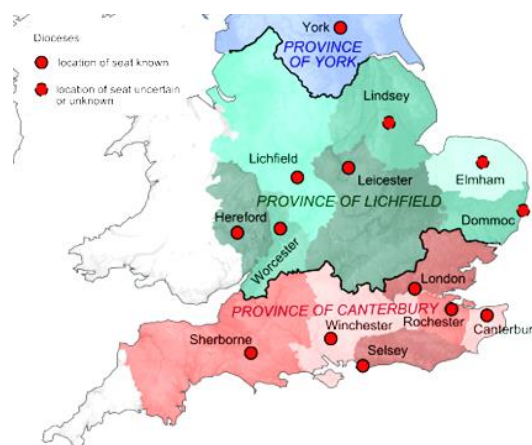 York
Dioceses
PROVINCE
OF YORK
location of seat known
location of seat uncertain
or unknown
Lindsey
Lichfield
Leicester
Elmham
PROVINCE OF LICHFIELD
Hereford
Dommoc
Worcester
London
PROVINCE OF CANTERBURY
Rochester
Canterbur
Winchester
Sherborne
Selsey